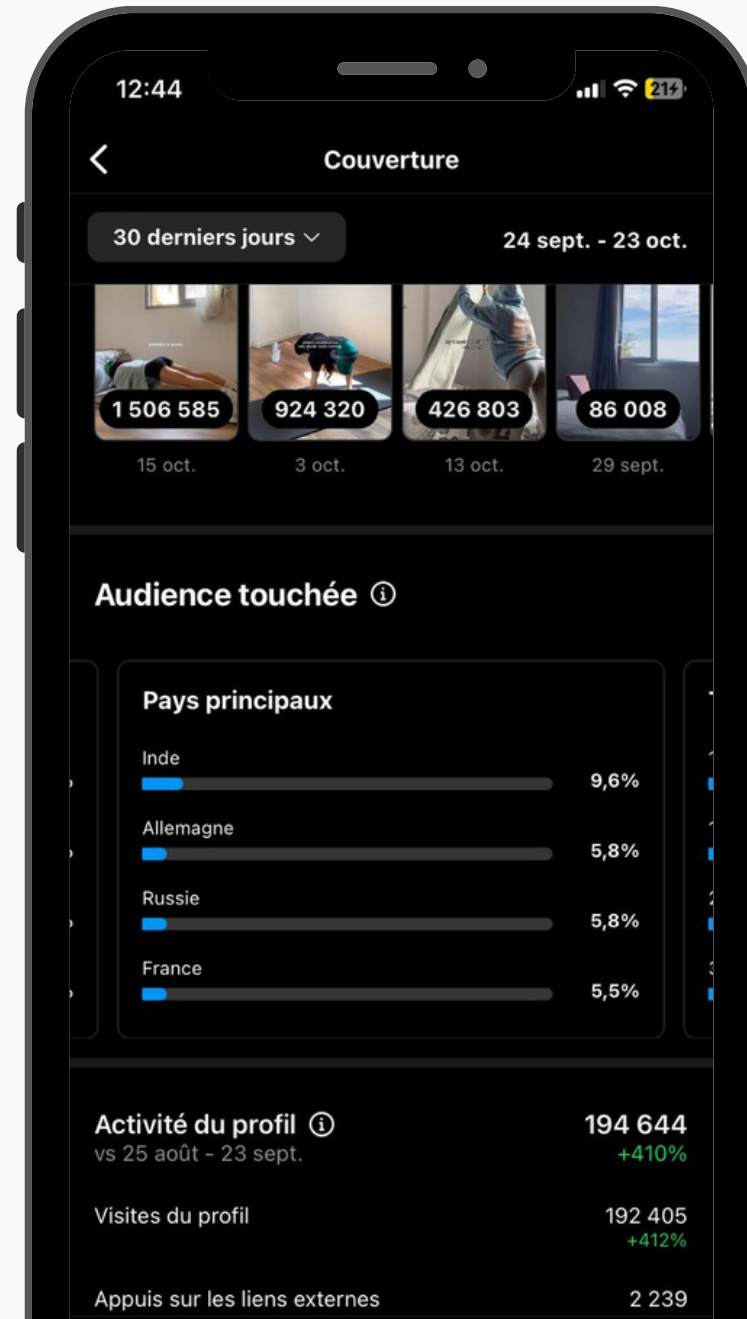 12:44
21
Couverture
30 derniers jours
24 sept. - 23 oct.
1 506 585
924 320
426 803
86 008
15 oct.
3 oct.
13 oct.
29 sept.
Audience touchée
Pays principaux
Inde
9,6%
Allemagne
5,8%
Russie
5,8%
France
5,5%
Activité du profil
194 644
vs 25 août - 23 sept.
+410%
Visites du profil
192 405
+412%
Appuis sur les liens externes
2 239